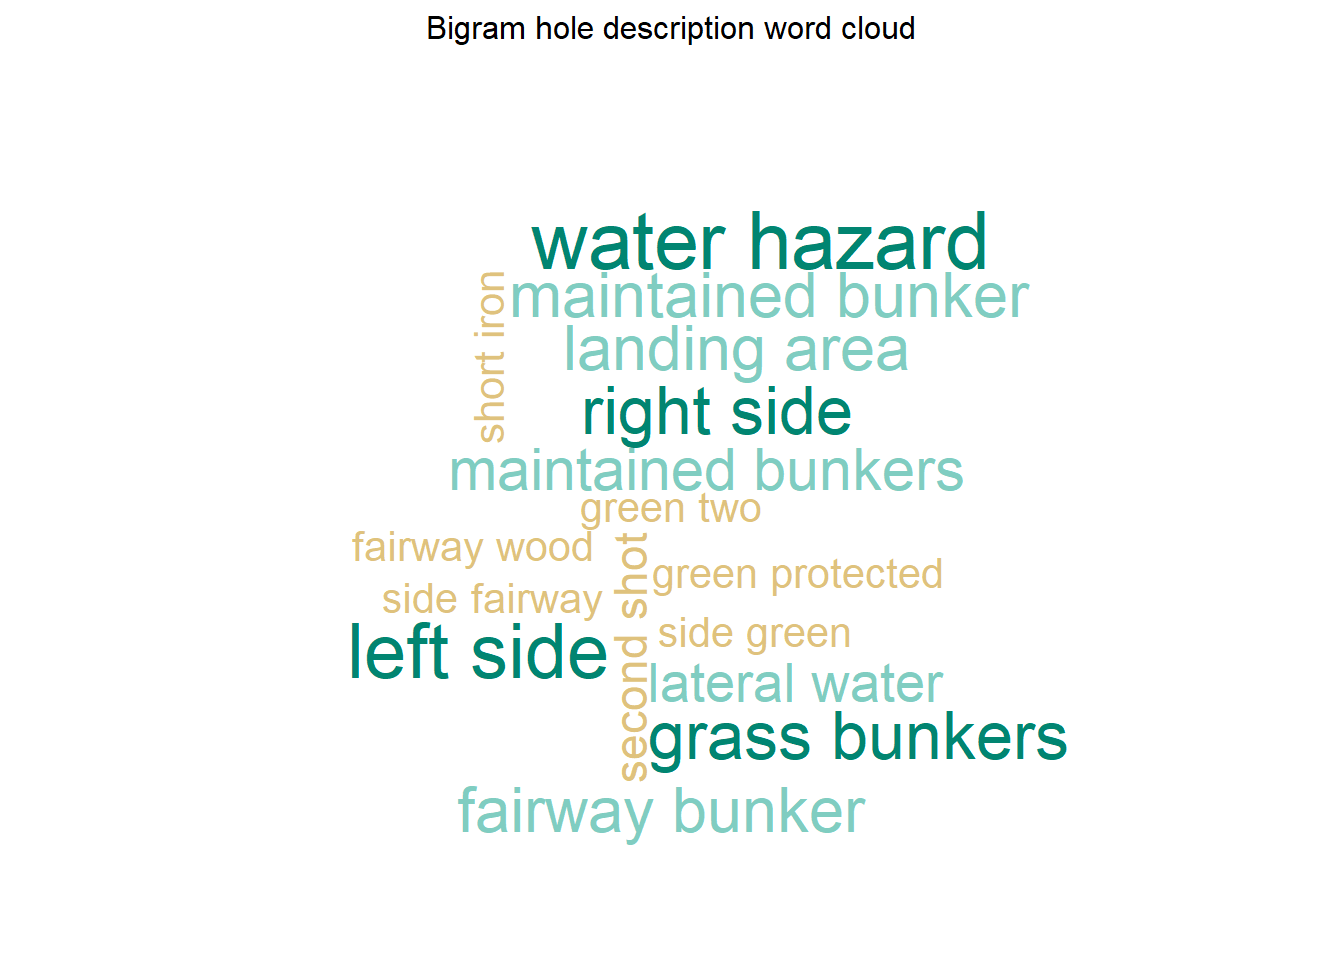 Bigram hole description word cloud
water hazard
maintained bunker
short iron
landing area
right side
maintained bunkers
green two
fairway wood
second shot
green protected
side fairway
side green
left side
lateral water
grass bunkers
fairway bunker